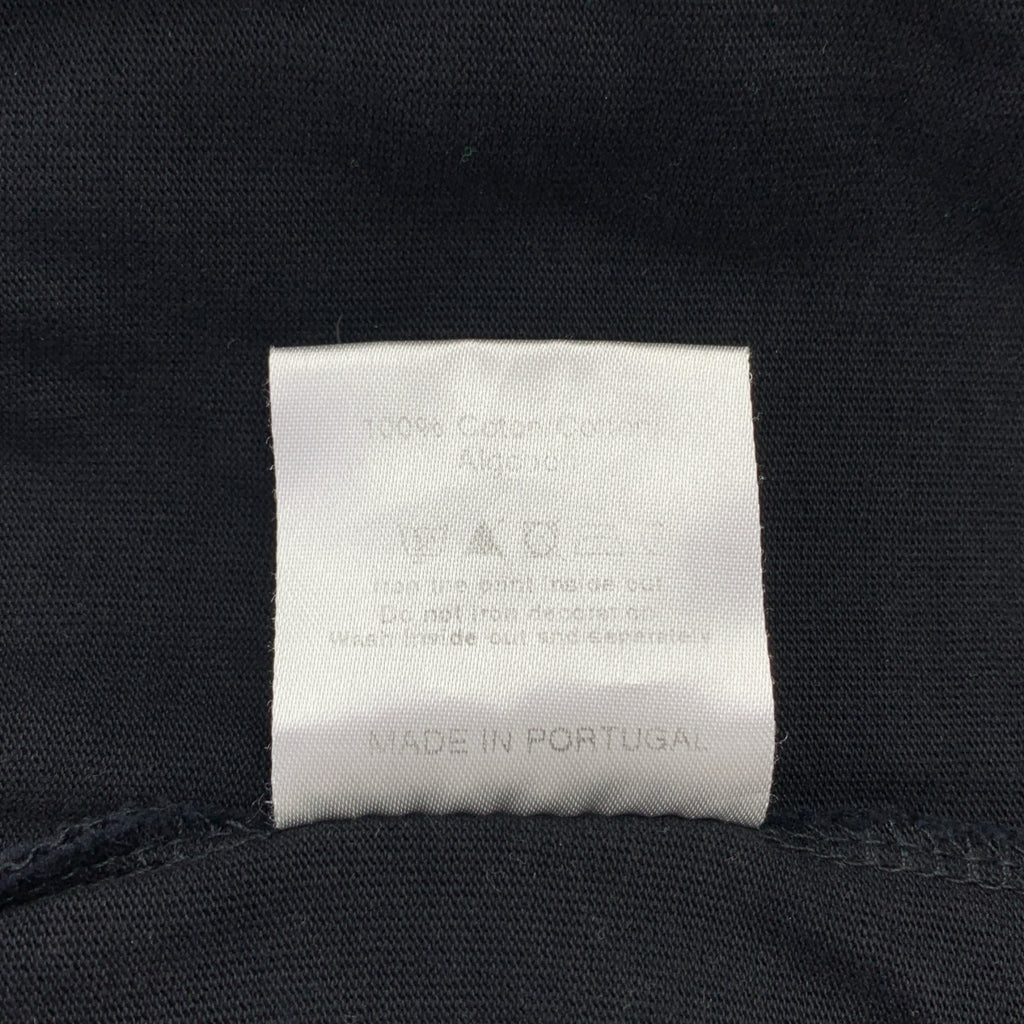 100% Coton/Cotton/
Algodon
Iron the print inside out
Do not iron decoration
Wash inside out and separately
MADE IN PORTUGAL